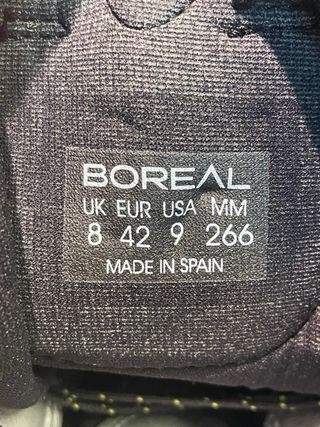 BOREAL
UK EUR USA MM
8 42 9 266
MADE IN SPAIN